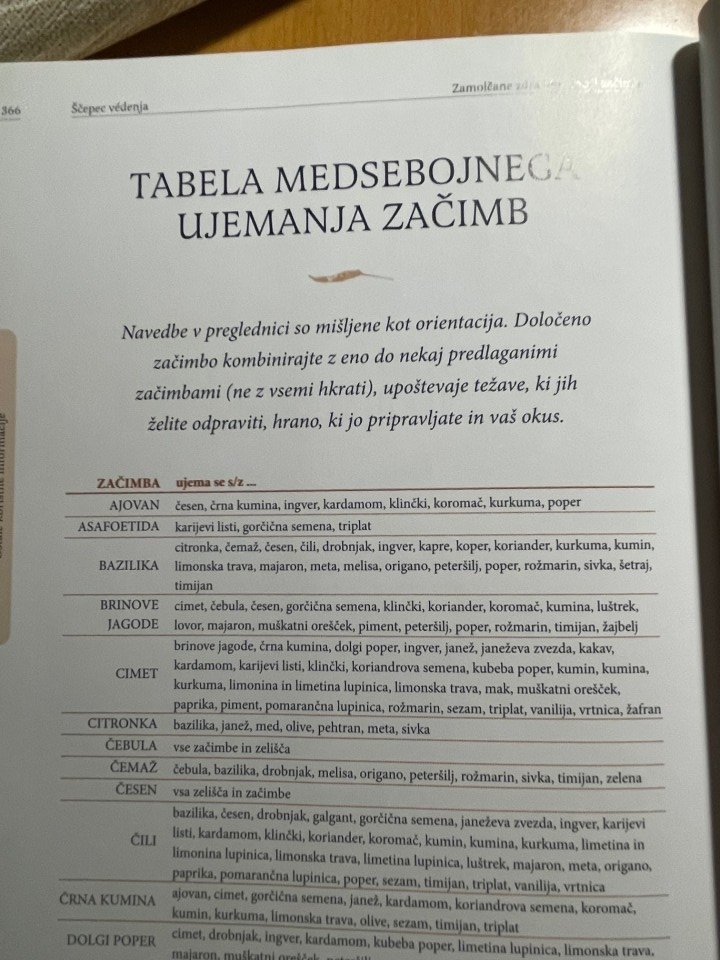 366
Ščepec védenja
Zamolčane
TABELA MEDSEBOJNEGA
UJEMANJA ZAČIMB
Navedbe v preglednici so mišljene kot orientacija. Določeno
začimbo kombinirajte z eno do nekaj predlaganimi
začimbami (ne z vsemi hkrati), upoštevaje težave, ki jih
želite odpraviti, hrano, ki jo pripravljate in vaš okus.
ZAČIMBA ujema se s/z ...
AJOVAN česen, črna kumina, ingver, kardamom, klinčki, koromač, kurkuma, poper
ASAFOETIDA karijevi listi, gorčična semena, triplat
citronka, čemaž, česen, čili, drobnjak, ingver, kapre, koper, koriander, kurkuma, kumin,
BAZILIKA limonska trava, majaron, meta, melisa, origano, peteršilj, poper, rožmarin, sivka, šetraj,
timijan
BRINOVE cimet, čebula, česen, gorčična semena, klinčki, koriander, koromač, kumina, luštrek,
JAGODE lovor, majaron, muškatni orešček, piment, peteršilj, poper, rožmarin, timijan, žajbelj
brinove jagode, črna kumina, dolgi poper, ingver, janež, janeževa zvezda, kakav,
CIMET kardamom, karijevi listi, klinčki, koriandrova semena, kubeba poper, kumin, kumina,
kurkuma, limonina in limetina lupinica, limonska trava, mak, muškatni orešček,
paprika, piment, pomarančna lupinica, rožmarin, sezam, triplat, vanilija, vrtnica, žafran
CITRONKA bazilika, janež, med, olive, pehtran, meta, sivka
ČEBULA vse začimbe in zelišča
ČEMAŽ čebula, bazilika, drobnjak, melisa, origano, peteršilj, rožmarin, sivka, timijan, zelena
ČESEN vsa zelišča in začimbe
bazilika, česen, drobnjak, galgant, gorčična semena, janeževa zvezda, ingver, karijevi
ČILI listi, kardamom, klinčki, koriander, koromač, kumin, kumina, kurkuma, limetina in
limonina lupinica, limonska trava, limetina lupinica, luštrek, majaron, meta, origano,
paprika, pomarančna lupinica, poper, sezam, timijan, triplat, vanilija, vrtnica
ČRNA KUMINA ajovan, cimet, gorčična semena, janež, kardamom, koriandrova semena, koromač,
kumin, kurkuma, limonska trava, olive, sezam, timijan, triplat
DOLGI POPER cimet, drobnjak, ingver, kardamom, kubeba poper, limetina lupinica, limonska trava,
majaron, muškatni orešček,